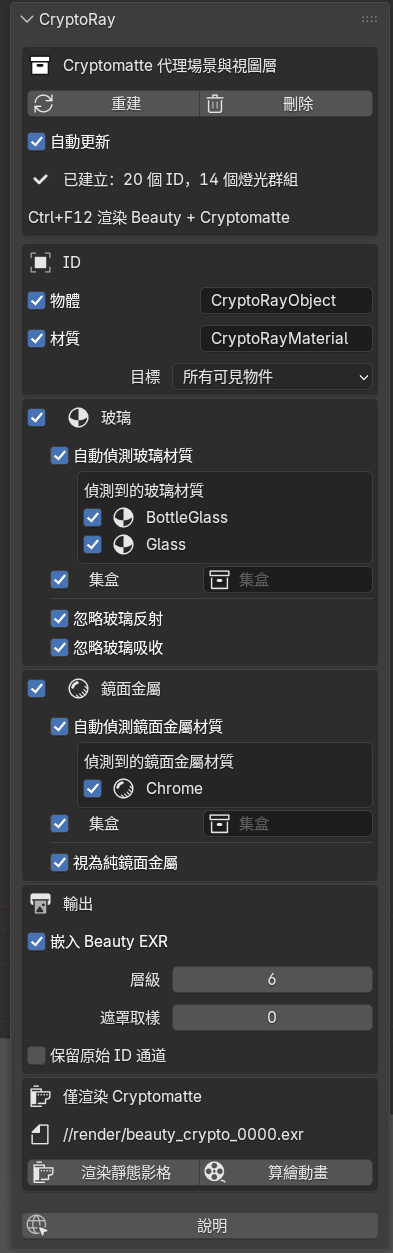 CryptoRay
Cryptomatte 代理場景與視圖層
重建 刪除
自動更新
已建立: 20 個 ID, 14 個燈光群組
Ctrl+F12 渲染 Beauty + Cryptomatte
ID
物體 CryptoRayObject
材質 CryptoRayMaterial
目標 所有可見物件
玻璃
自動偵測玻璃材質
偵測到的玻璃材質
BottleGlass
Glass
集盒 集盒
忽略玻璃反射
忽略玻璃吸收
鏡面金屬
自動偵測鏡面金屬材質
偵測到的鏡面金屬材質
Chrome
集盒 集盒
視為純鏡面金屬
輸出
嵌入 Beauty EXR
層級 6
遮罩取樣 0
保留原始 ID 通道
僅渲染 Cryptomatte
//render/beauty_crypto_0000.exr
渲染靜態影格 算繪動畫
說明